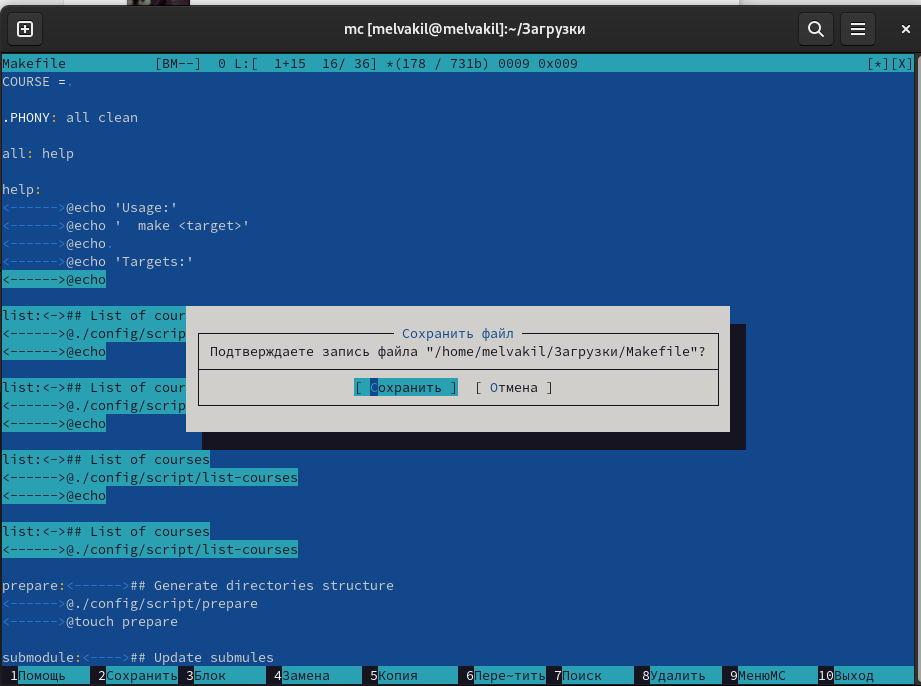 mc [melvakil@melvakil]:~/Загрузки
Makefile [BM--] 0 L:[ 1+15 16/ 36] *(178 / 731b) 0009 0x009 [*][X]
COURSE =.
.PHONY: all clean
all: help
help:
<------>@echo 'Usage:'
<------>@echo '  make <target>'
<------>@echo.
<------>@echo 'Targets:'
<------>@echo
list:<->## List of cour
<------>@./config/scrip
<------>@echo
Сохранить файл
Подтверждаете запись файла "/home/melvakil/Загрузки/Makefile"?
[ Сохранить ] [ Отмена ]
list:<->## List of cour
<------>@./config/scrip
<------>@echo
list:<->## List of courses
<------>@./config/script/list-courses
<------>@echo
list:<->## List of courses
<------>@./config/script/list-courses
prepare:<------>## Generate directories structure
<------>@./config/script/prepare
<------>@touch prepare
submodule:<---->## Update submules
1Помощь 2Сохранить 3Блок 4Замена 5Копия 6Пере~тить 7Поиск 8Удалить 9МенюMC 10Выход